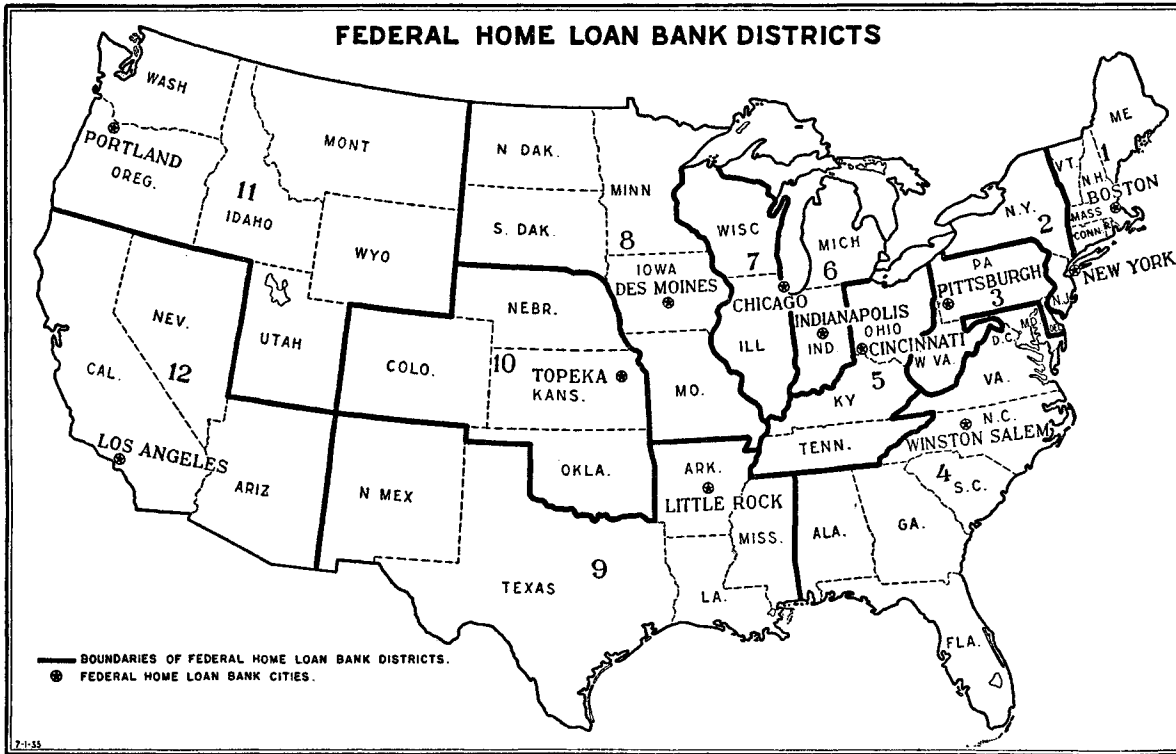 FEDERAL HOME LOAN BANK DISTRICTS
WASH
PORTLAND
OREG.
MONT
11
IDAHO
WYO
N DAK.
S. DAK.
MINN
8
IOWA
DES MOINES
WISC
7
CHICAGO
ILL
MICH
6
INDIANAPOLIS
IND.
OHIO
CINCINNATI
5
KY
W VA.
PA
PITTSBURGH
3
N.Y.
2
NEW YORK
N.J.
ME
VT.
1
N H.
BOSTON
MASS
CONN
MD.
DEL
D.C.
VA.
NEV.
CAL.
12
LOS ANGELES
UTAH
ARIZ
COLO.
NEBR.
10
TOPEKA
KANS.
MO.
OKLA.
N MEX
TEXAS
9
ARK.
LITTLE ROCK
MISS.
LA.
TENN.
N.C.
WINSTON SALEM
4
S.C.
ALA.
GA.
FLA.
BOUNDARIES OF FEDERAL HOME LOAN BANK DISTRICTS.
FEDERAL HOME LOAN BANK CITIES.
7-1-55